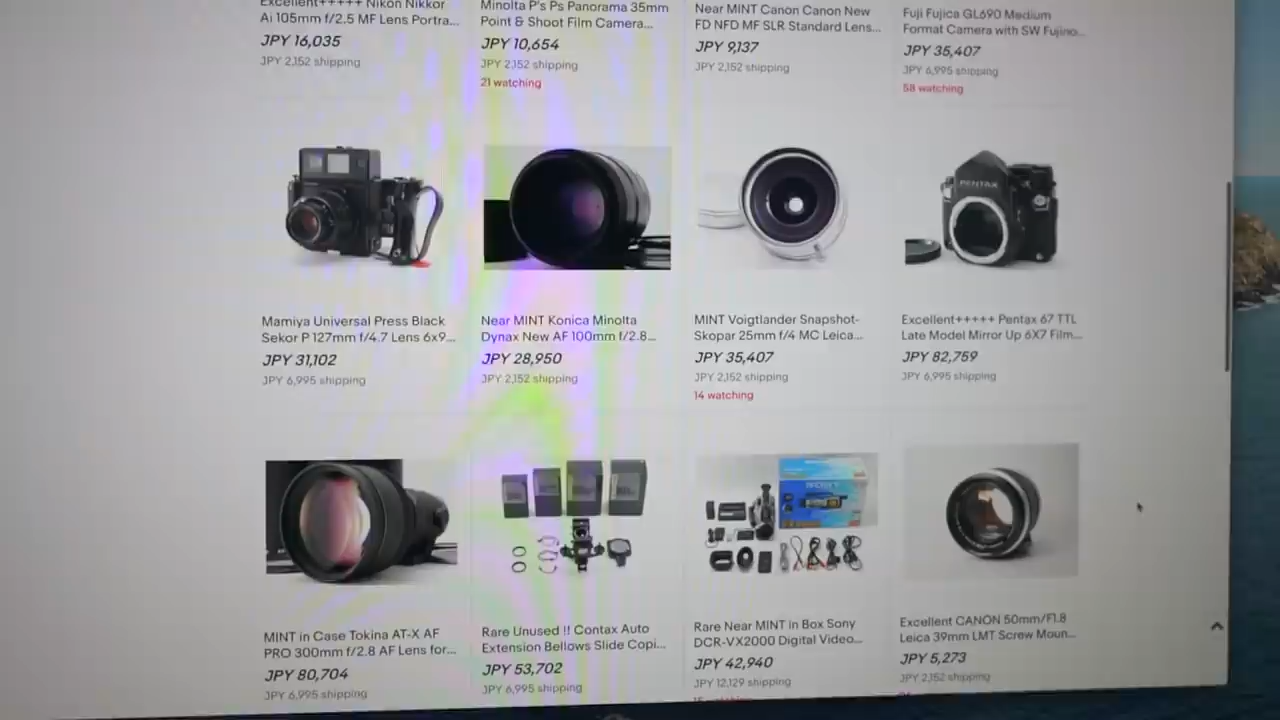 Excellent+++++ Nikon Nikkor
Ai 105mm f/2.5 MF Lens Portra...
JPY 16,035
JPY 2,152 shipping
Minolta P's Ps Panorama 35mm
Point & Shoot Film Camera...
JPY 10,654
JPY 2,152 shipping
21 watching
Near MINT Canon Canon New
FD NFD MF SLR Standard Lens...
JPY 9,137
JPY 2,152 shipping
Fuji Fujica GL690 Medium
Format Camera with SW Fujino...
JPY 35,407
JPY 6,995 shipping
58 watching
PENTAX
Mamiya Universal Press Black
Sekor P 127mm f/4.7 Lens 6x9...
JPY 31,102
JPY 6,995 shipping
Near MINT Konica Minolta
Dynax New AF 100mm f/2.8...
JPY 28,950
JPY 2,152 shipping
MINT Voigtlander Snapshot-
Skopar 25mm f/4 MC Leica...
JPY 35,407
JPY 2,152 shipping
14 watching
Excellent+++++ Pentax 67 TTL
Late Model Mirror Up 6X7 Film...
JPY 82,759
JPY 6,995 shipping
SONY
MINT in Case Tokina AT-X AF
PRO 300mm f/2.8 AF Lens for...
JPY 80,704
JPY 6,995 shipping
Rare Unused !! Contax Auto
Extension Bellows Slide Copi...
JPY 53,702
JPY 6,995 shipping
Rare Near MINT in Box Sony
DCR-VX2000 Digital Video...
JPY 42,940
JPY 12,129 shipping
Excellent CANON 50mm/F1.8
Leica 39mm LMT Screw Moun...
JPY 5,273
JPY 2,152 shipping